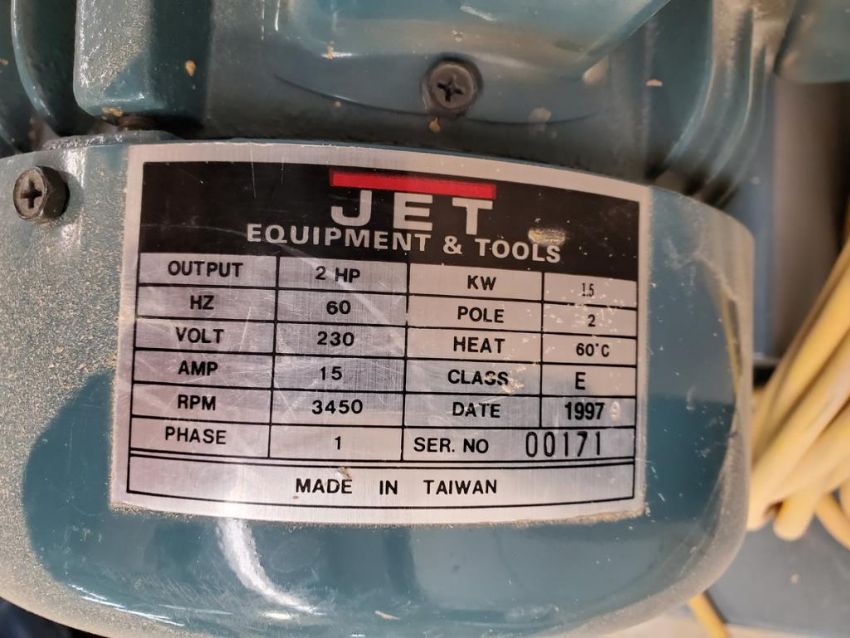 JET
EQUIPMENT & TOOLS
OUTPUT 2 HP KW 1.5
HZ 60 POLE 2
VOLT 230 HEAT 60°C
AMP 15 CLASS E
RPM 3450 DATE 1997
PHASE 1 SER. NO 00171
MADE IN TAIWAN